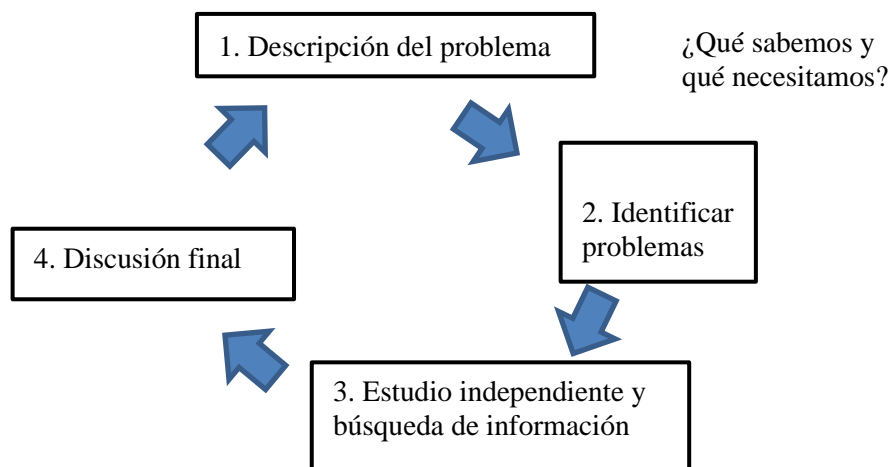 1. Descripción del problema
¿Qué sabemos y
qué necesitamos?
2. Identificar
problemas
3. Estudio independiente y
búsqueda de información
4. Discusión final